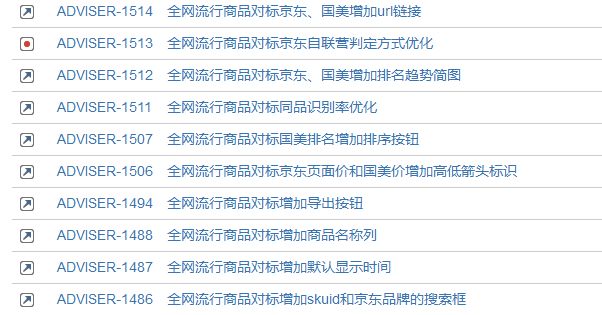 ADVISER-1514 全网流行商品对标京东、国美增加url链接
ADVISER-1513 全网流行商品对标京东自联营判定方式优化
ADVISER-1512 全网流行商品对标京东、国美增加排名趋势简图
ADVISER-1511 全网流行商品对标同品识别率优化
ADVISER-1507 全网流行商品对标国美排名增加排序按钮
ADVISER-1506 全网流行商品对标京东页面价和国美价增加高低箭头标识
ADVISER-1494 全网流行商品对标增加导出按钮
ADVISER-1488 全网流行商品对标增加商品名称列
ADVISER-1487 全网流行商品对标增加默认显示时间
ADVISER-1486 全网流行商品对标增加skuid和京东品牌的搜索框